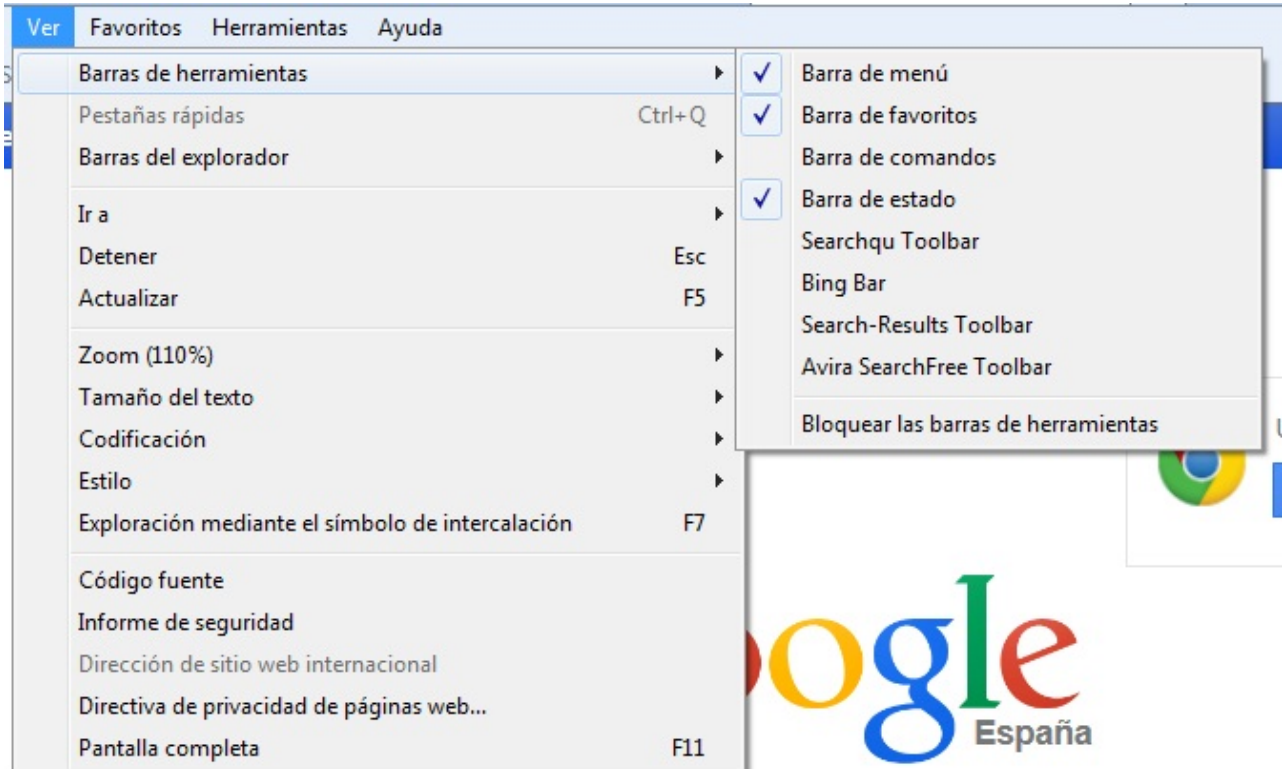 Ver Favoritos Herramientas Ayuda
Barras de herramientas
Pestañas rápidas Ctrl+Q
Barras del explorador
Ir a
Detener Esc
Actualizar F5
Zoom (110%)
Tamaño del texto
Codificación
Estilo
Exploración mediante el símbolo de intercalación F7
Código fuente
Informe de seguridad
Dirección de sitio web internacional
Directiva de privacidad de páginas web...
Pantalla completa F11
Barra de menú
Barra de favoritos
Barra de comandos
Barra de estado
Searchqu Toolbar
Bing Bar
Search-Results Toolbar
Avira SearchFree Toolbar
Bloquear las barras de herramientas
oogle
España